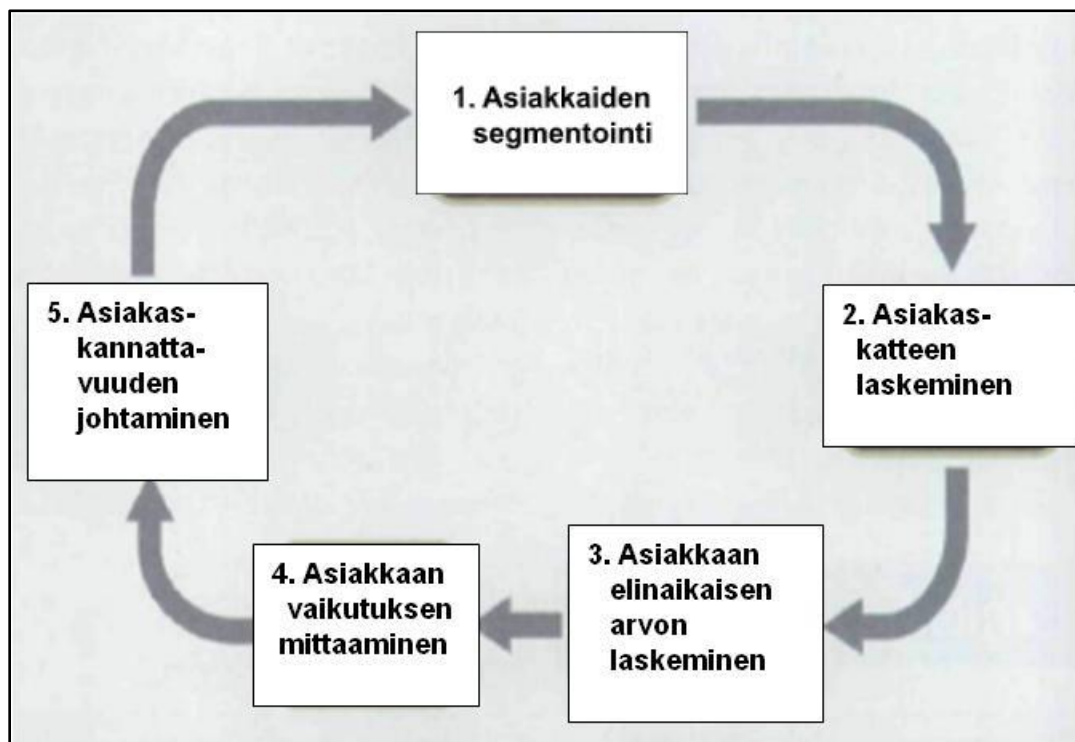 1. Asiakkaiden
segmentointi
2. Asiakas-
katteen
laskeminen
3. Asiakkaan
elinaikaisen
arvon
laskeminen
4. Asiakkaan
vaikutuksen
mittaaminen
5. Asiakas-
kannatta-
vuuden
johtaminen